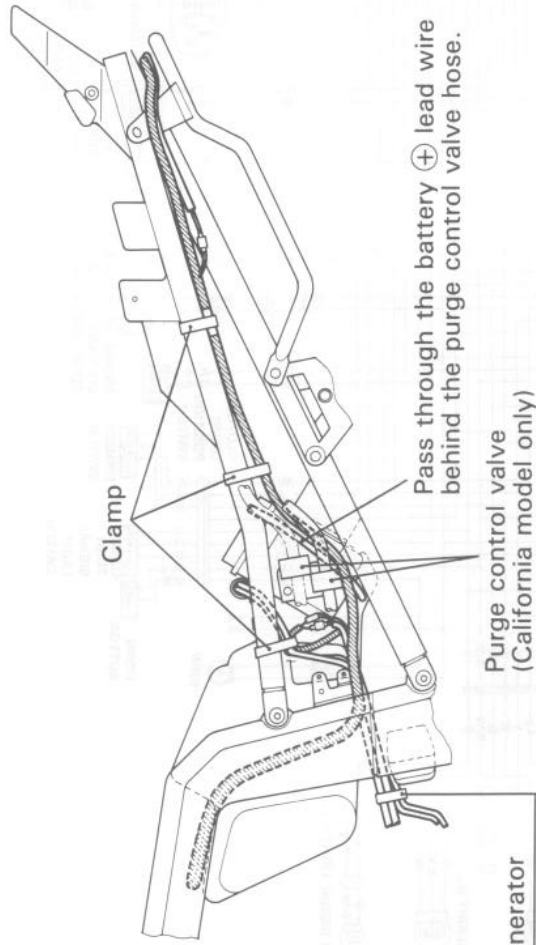 Clamp
Pass through the battery ⊕ lead wire
behind the purge control valve hose.
Purge control valve
(California model only)
nerator